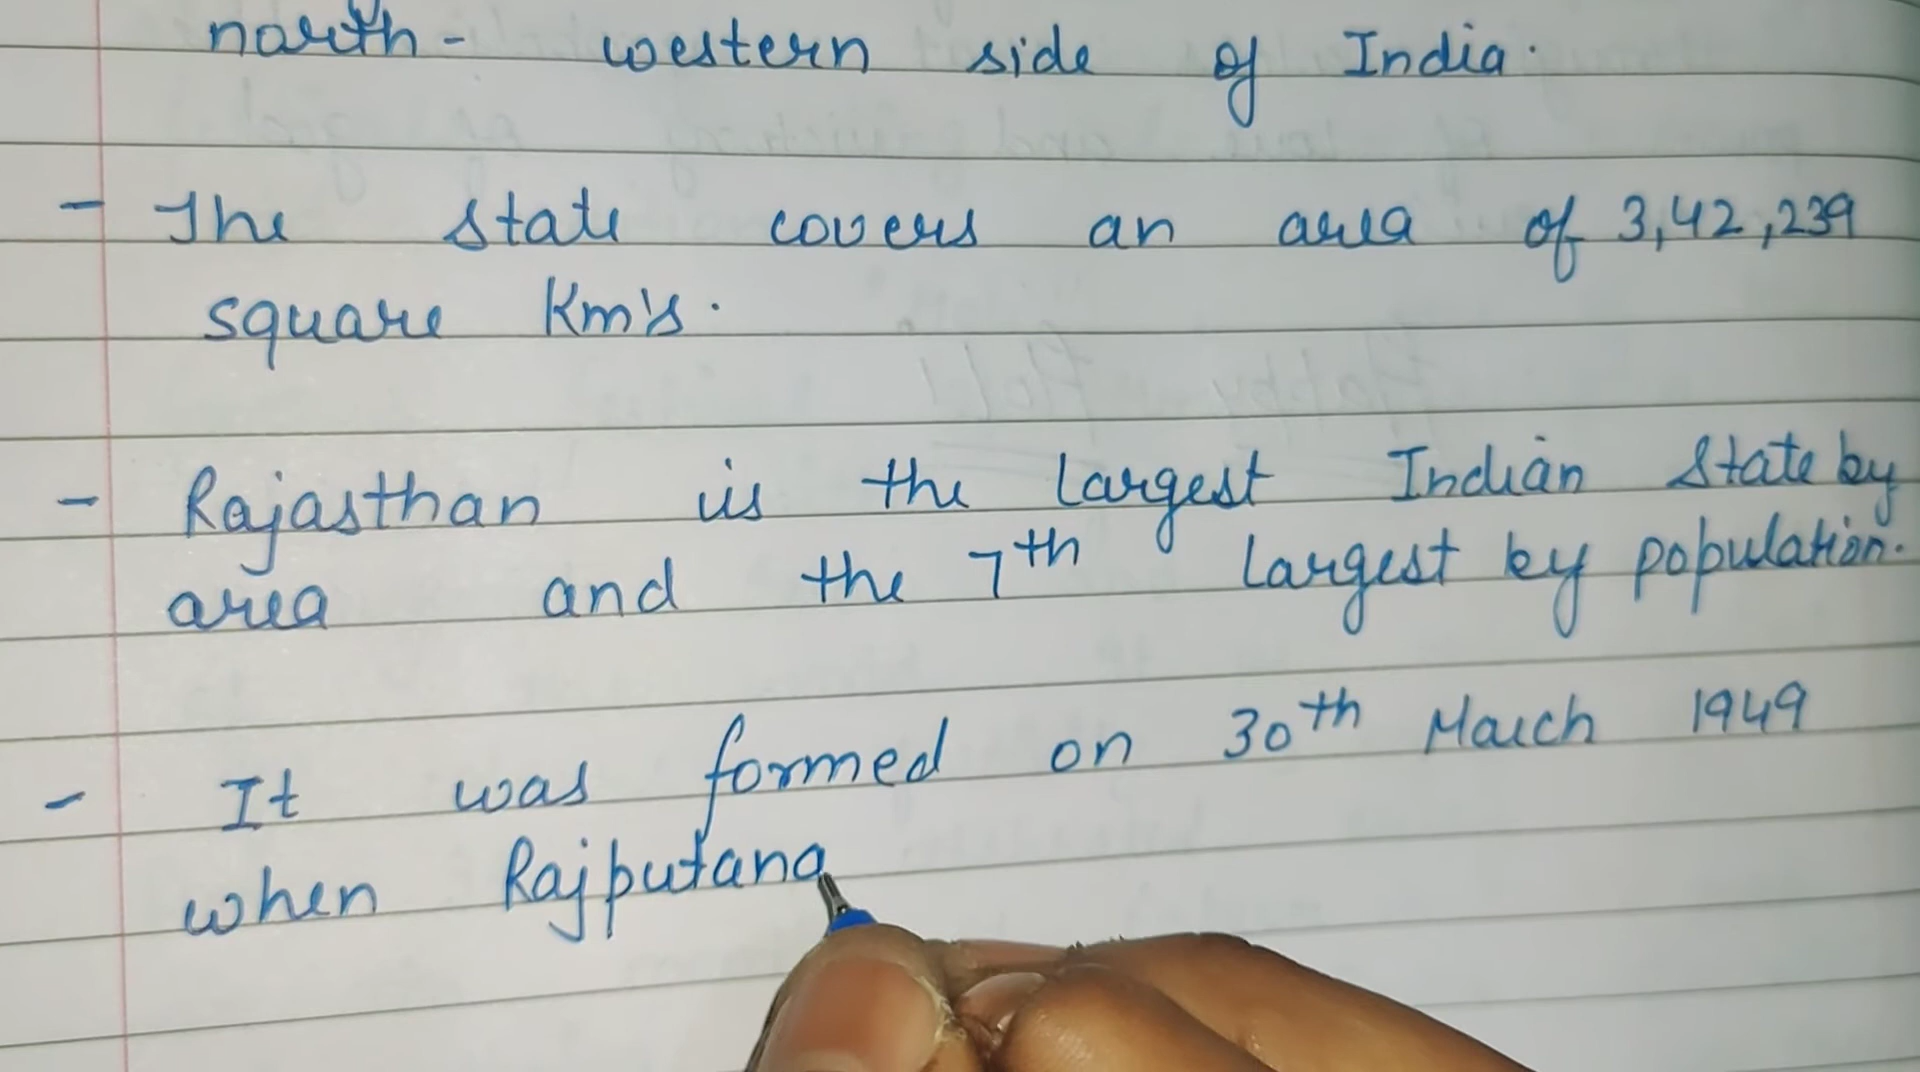 north- western side of India.
- The state covers an area of 3,42,239
square Km's.
- Rajasthan is the largest Indian State by
area and the 7th largest by population.
- It was formed on 30th March 1949
when Rajputana